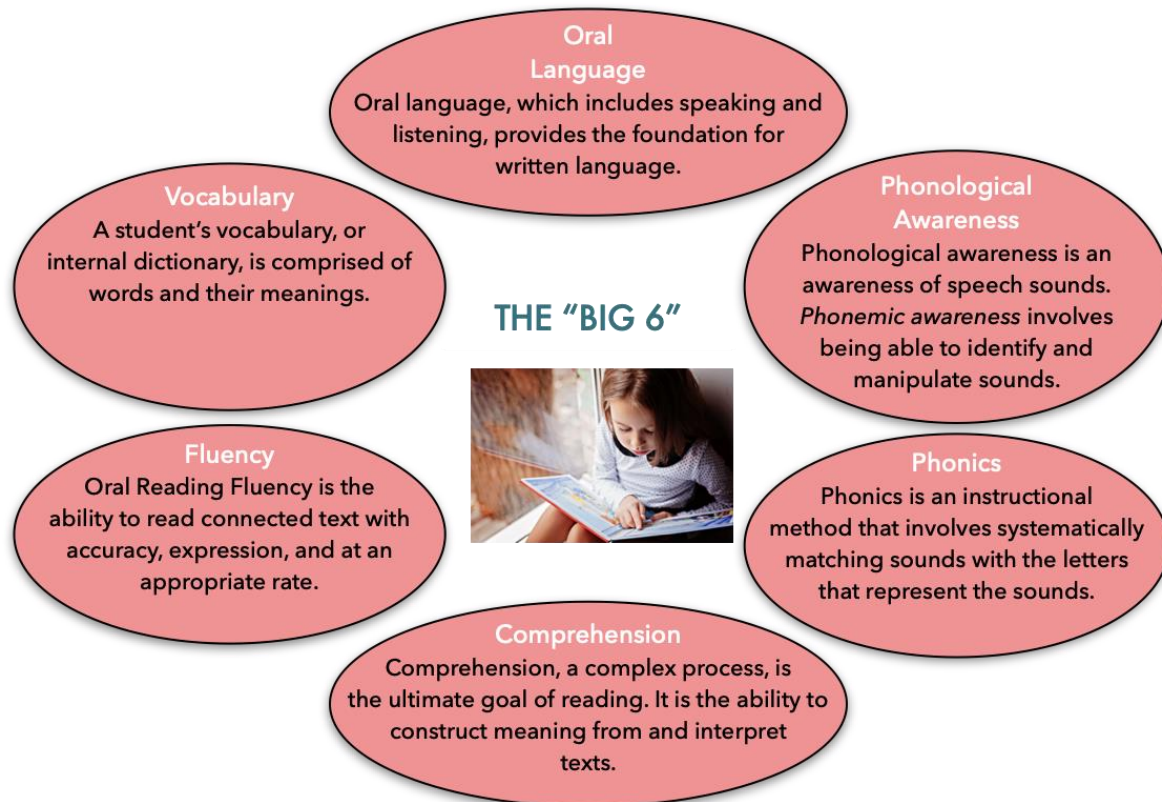 Oral
Language
Oral language, which includes speaking and
listening, provides the foundation for
written language.
Vocabulary
A student’s vocabulary, or
internal dictionary, is comprised of
words and their meanings.
Phonological
Awareness
Phonological awareness is an
awareness of speech sounds.
Phonemic awareness involves
being able to identify and
manipulate sounds.
THE “BIG 6”
Fluency
Oral Reading Fluency is the
ability to read connected text with
accuracy, expression, and at an
appropriate rate.
Phonics
Phonics is an instructional
method that involves systematically
matching sounds with the letters
that represent the sounds.
Comprehension
Comprehension, a complex process, is
the ultimate goal of reading. It is the ability to
construct meaning from and interpret
texts.